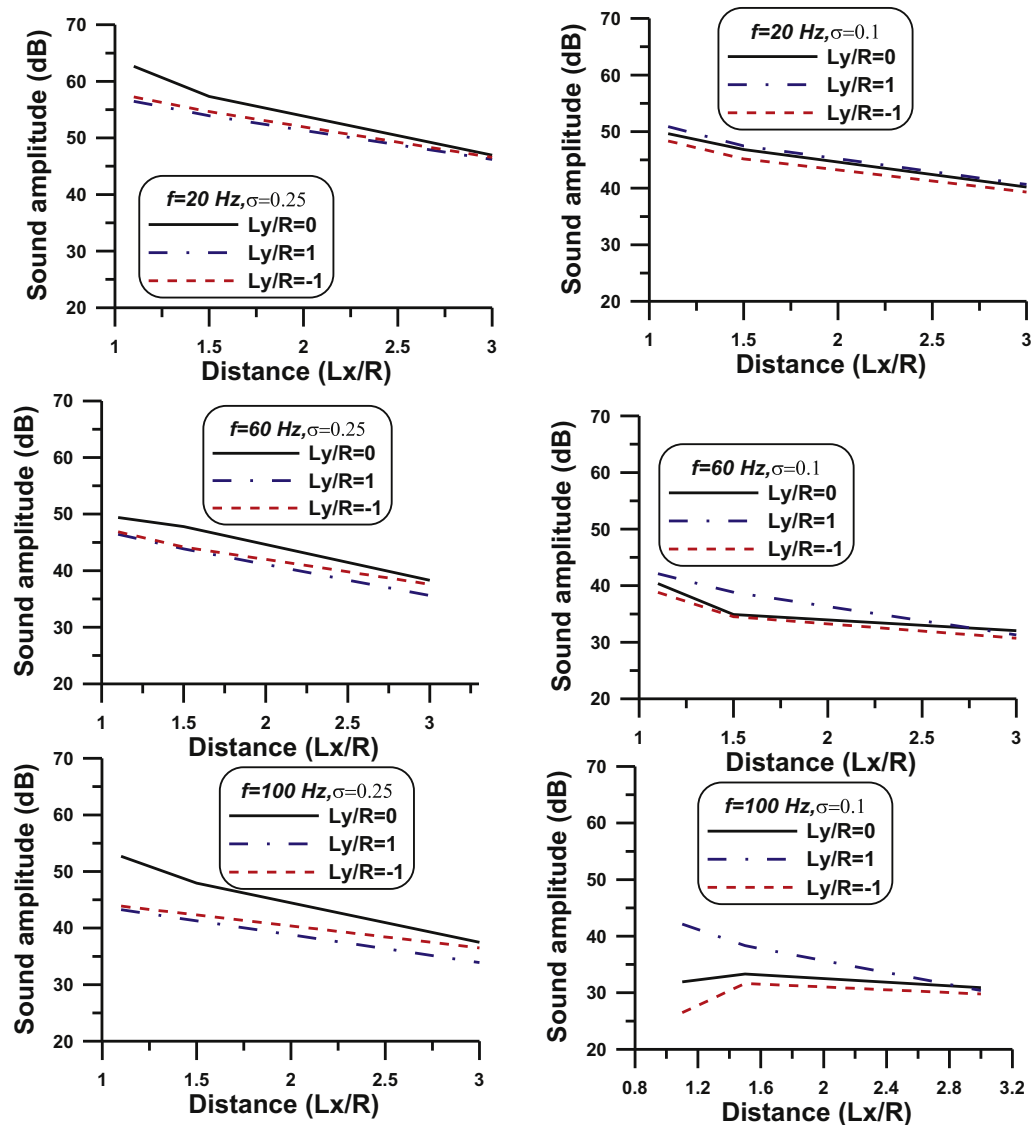 Sound amplitude (dB)
70
60
50
40
30
20
f=20 Hz,σ=0.25
Ly/R=0
Ly/R=1
Ly/R=-1
1
1.5
2
2.5
3
Distance (Lx/R)
Sound amplitude (dB)
70
60
50
40
30
20
f=20 Hz,σ=0.1
Ly/R=0
Ly/R=1
Ly/R=-1
1
1.5
2
2.5
3
Distance (Lx/R)
Sound amplitude (dB)
70
60
50
40
30
20
f=60 Hz,σ=0.25
Ly/R=0
Ly/R=1
Ly/R=-1
1
1.5
2
2.5
3
Distance (Lx/R)
Sound amplitude (dB)
70
60
50
40
30
20
f=60 Hz,σ=0.1
Ly/R=0
Ly/R=1
Ly/R=-1
1
1.5
2
2.5
3
Distance (Lx/R)
Sound amplitude (dB)
70
60
50
40
30
20
f=100 Hz,σ=0.25
Ly/R=0
Ly/R=1
Ly/R=-1
1
1.5
2
2.5
3
Distance (Lx/R)
Sound amplitude (dB)
70
60
50
40
30
20
f=100 Hz,σ=0.1
Ly/R=0
Ly/R=1
Ly/R=-1
0.8
1.2
1.6
2
2.4
2.8
3.2
Distance (Lx/R)